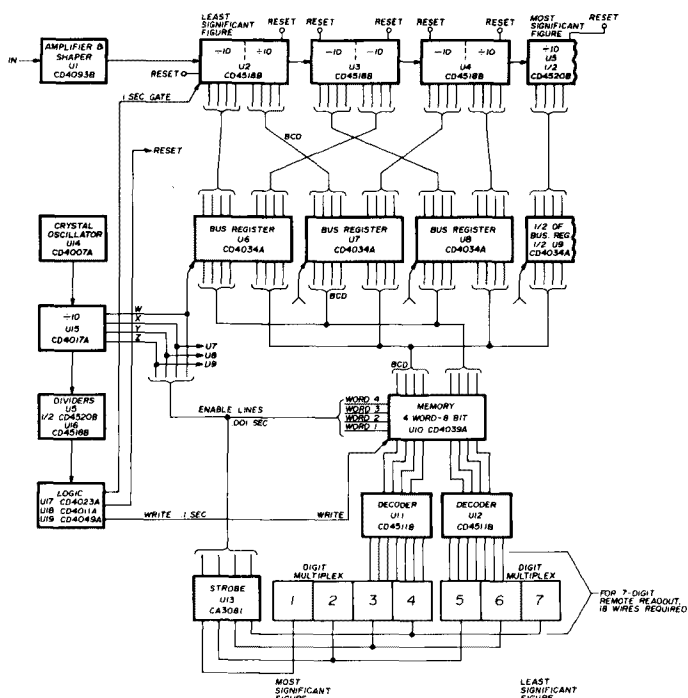 LEAST
SIGNIFICANT
FIGURE
RESET
RESET
RESET
RESET
RESET
MOST
SIGNIFICANT
FIGURE
RESET
IN
AMPLIFIER &
SHAPER
U1
CD4093B
÷10 ÷10
U2
CD4518B
÷10 ÷10
U3
CD4518B
÷10 ÷10
U4
CD4518B
÷10
U5
1/2
CD4520B
RESET
1 SEC GATE
BCD
RESET
CRYSTAL
OSCILLATOR
U14
CD4007A
BUS REGISTER
U6
CD4034A
BUS REGISTER
U7
CD4034A
BUS REGISTER
U8
CD4034A
1/2 OF
BUS. REG
1/2 U9
CD4034A
BCD
÷10
U15
CD4017A
W
X
Y
Z
U7
U8
U9
BCD
DIVIDERS
U5
1/2 CD4520B
U16
CD4518B
ENABLE LINES
.001 SEC
WORD 4
WORD 3
WORD 2
WORD 1
MEMORY
4 WORD-8 BIT
U10 CD4039A
LOGIC
U17 CD4023A
U18 CD4011A
U19 CD4049A
WRITE .1 SEC
WRITE
DECODER
U11
CD4511B
DECODER
U12
CD4511B
STROBE
U13
CA3081
DIGIT
MULTIPLEX
1 2 3 4
DIGIT
MULTIPLEX
5 6 7
FOR 7-DIGIT
REMOTE READOUT,
18 WIRES REQUIRED
MOST
SIGNIFICANT
FIGURE
LEAST
SIGNIFICANT
FIGURE